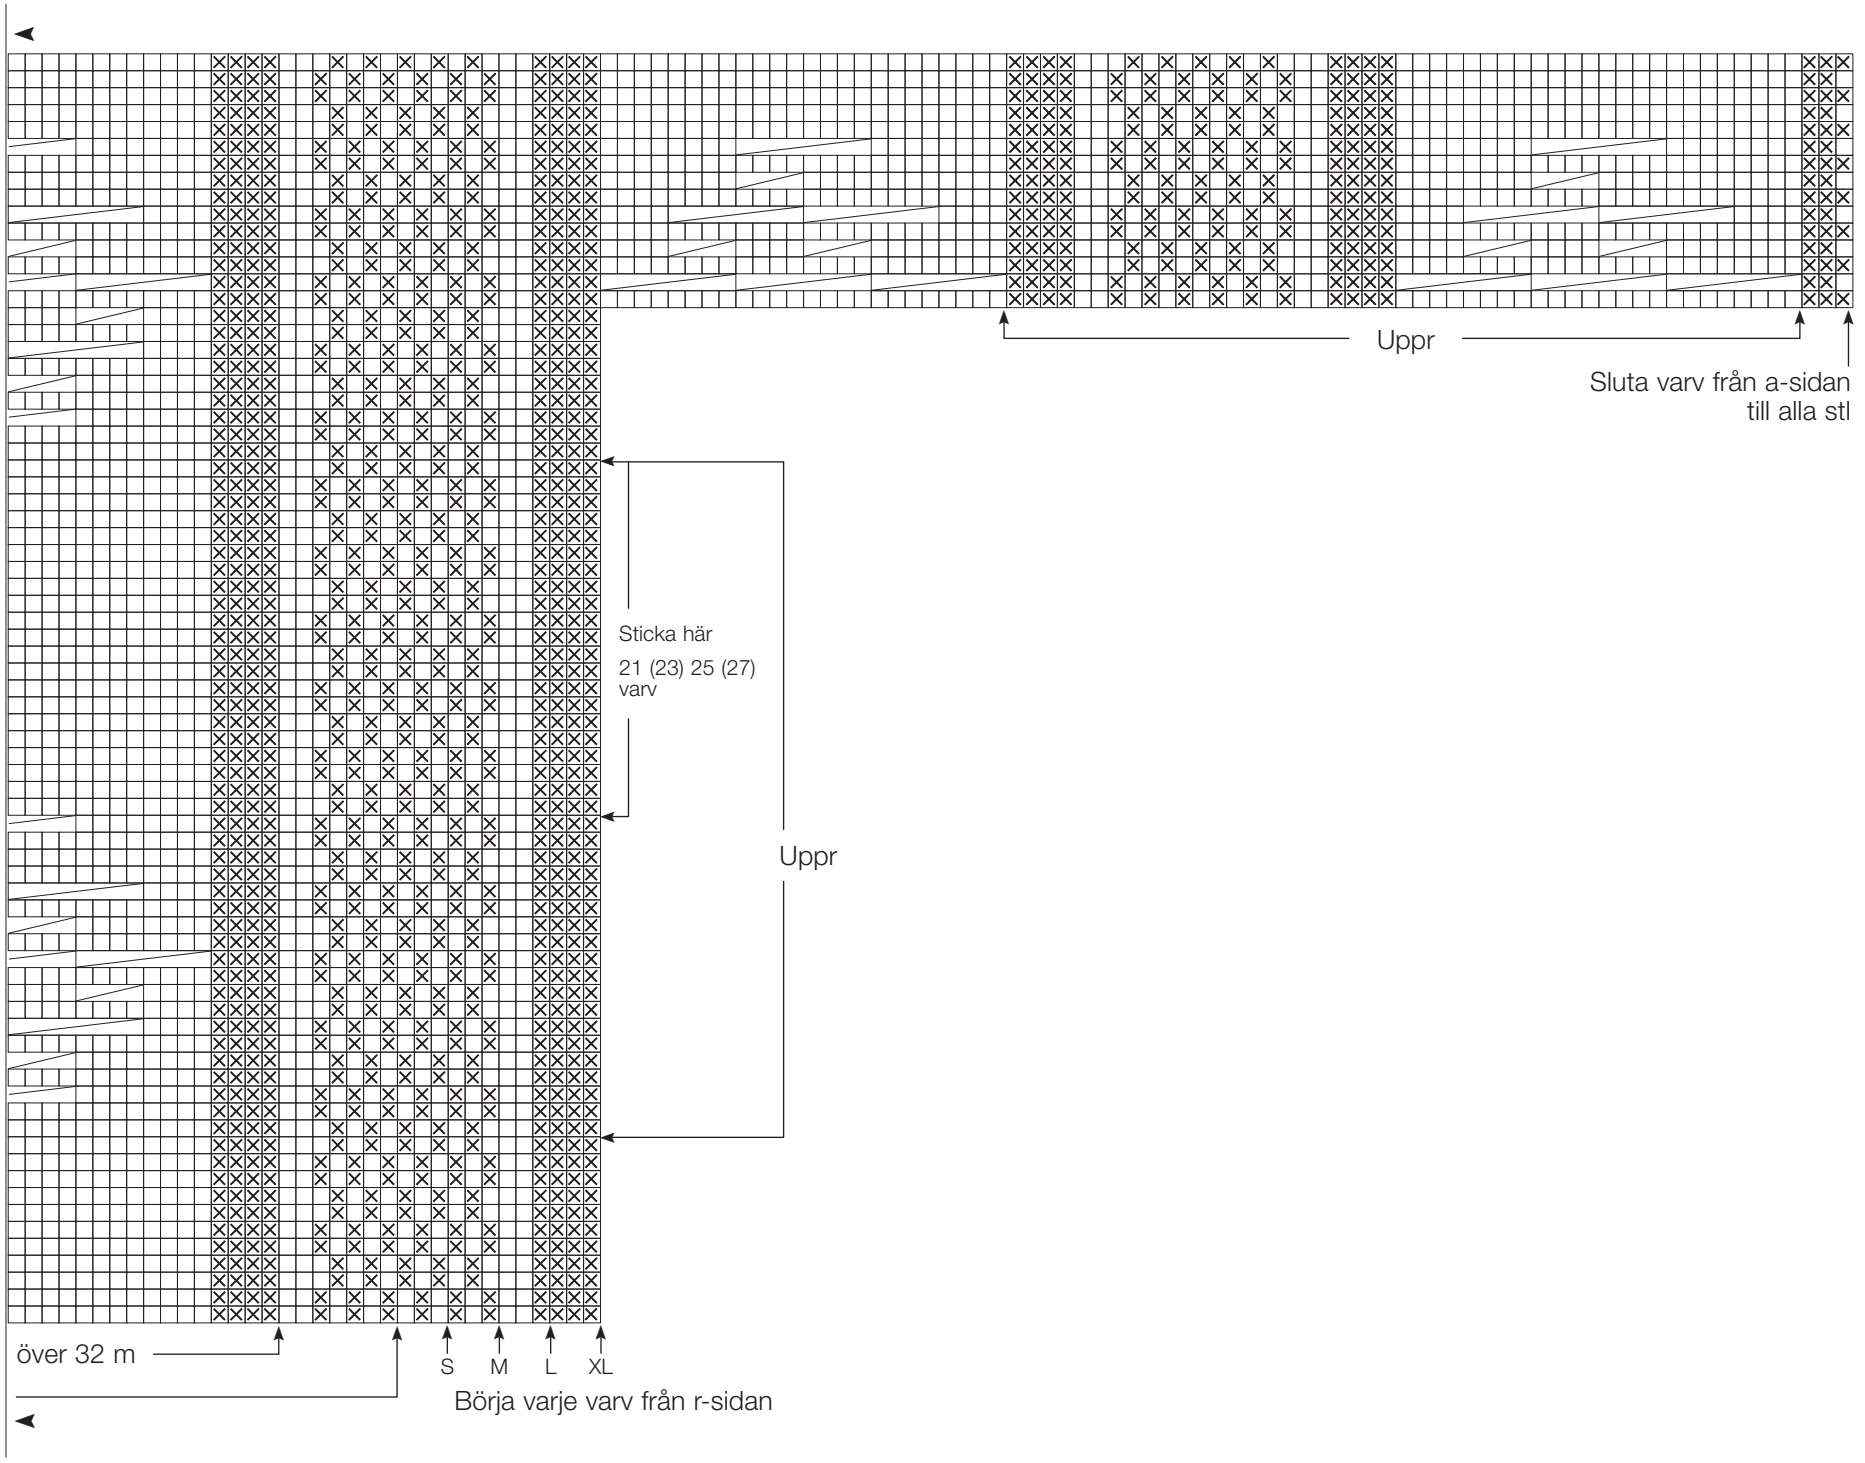 Uppr
Sluta varv från a-sidan
till alla stl
Sticka här
21 (23) 25 (27)
varv
Uppr
över 32 m
S M L XL
Börja varje varv från r-sidan